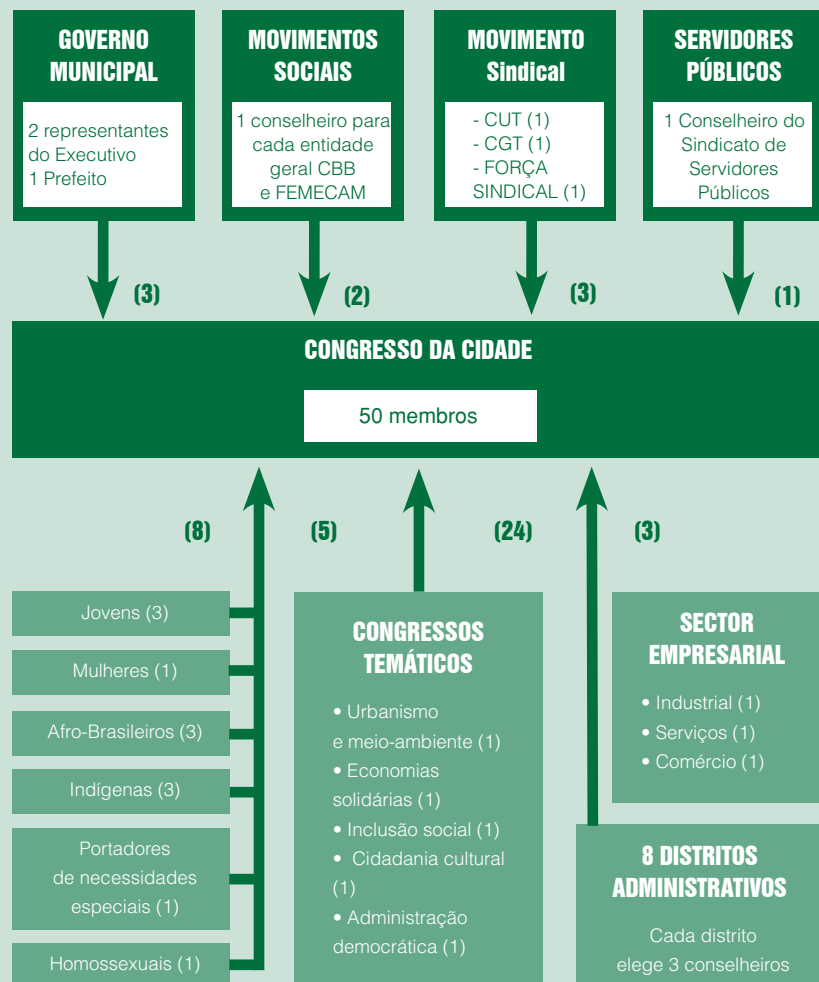 GOVERNO
MUNICIPAL
2 representantes
do Executivo
1 Prefeito
MOVIMENTOS
SOCIAIS
1 conselheiro para
cada entidade
geral CBB
e FEMECAM
MOVIMENTO
Sindical
- CUT (1)
- CGT (1)
- FORÇA
SINDICAL (1)
SERVIDORES
PÚBLICOS
1 Conselheiro do
Sindicato de
Servidores
Públicos
(3)
(2)
(3)
(1)
CONGRESSO DA CIDADE
50 membros
(8)
(5)
(24)
(3)
Jovens (3)
Mulheres (1)
Afro-Brasileiros (3)
Indígenas (3)
Portadores
de necessidades
especiais (1)
Homossexuais (1)
CONGRESSOS
TEMÁTICOS
• Urbanismo
e meio-ambiente (1)
• Economias
solidárias (1)
• Inclusão social (1)
• Cidadania cultural
(1)
• Administração
democrática (1)
SECTOR
EMPRESARIAL
• Industrial (1)
• Serviços (1)
• Comércio (1)
8 DISTRITOS
ADMINISTRATIVOS
Cada distrito
elege 3 conselheiros